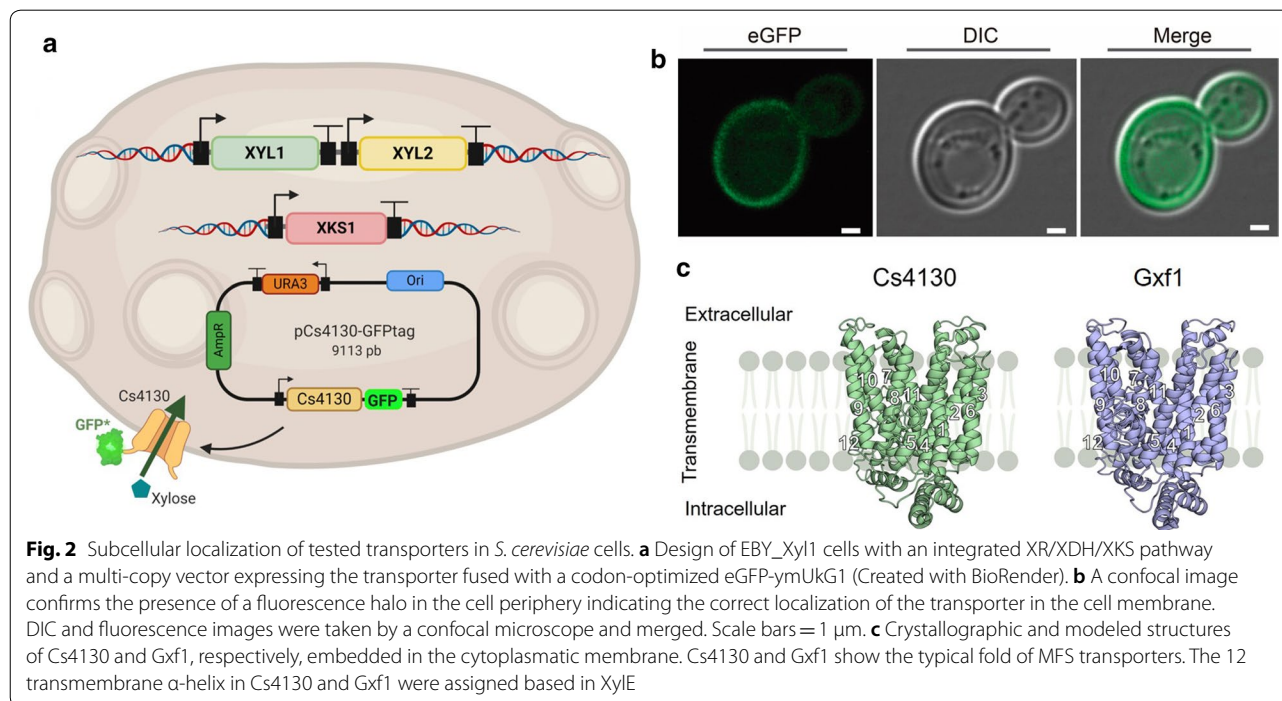 a
XYL1
XYL2
XKS1
URA3
Ori
AmpR
pCs4130-GFPtag
9113 pb
Cs4130
GFP
Cs4130
GFP*
Xylose
b
eGFP
DIC
Merge
c
Cs4130
Gxf1
Extracellular
Transmembrane
Intracellular
10
7
3
8
11
9
2
6
1
12
5
4
10
7
3
11
8
9
2
6
1
12
5
4
Fig. 2 Subcellular localization of tested transporters in S. cerevisiae cells. a Design of EBY_Xyl1 cells with an integrated XR/XDH/XKS pathway
and a multi-copy vector expressing the transporter fused with a codon-optimized eGFP-ymUkG1 (Created with BioRender). b A confocal image
confirms the presence of a fluorescence halo in the cell periphery indicating the correct localization of the transporter in the cell membrane.
DIC and fluorescence images were taken by a confocal microscope and merged. Scale bars = 1 μm. c Crystallographic and modeled structures
of Cs4130 and Gxf1, respectively, embedded in the cytoplasmatic membrane. Cs4130 and Gxf1 show the typical fold of MFS transporters. The 12
transmembrane α-helix in Cs4130 and Gxf1 were assigned based in XylE